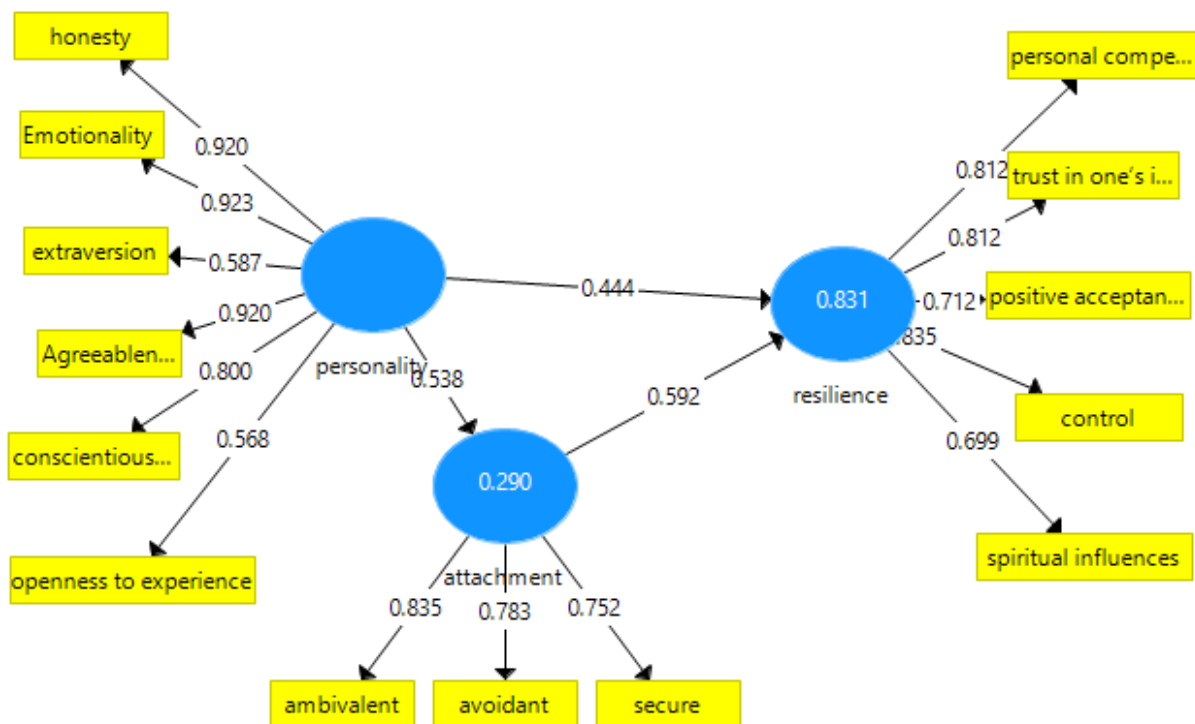 honesty
Emotionality
extraversion
Agreeablen...
conscientious...
openness to experience
0.920
0.923
0.587
0.920
0.800
0.568
personality
0.444
0.538
0.592
0.290
attachment
0.835
0.783
0.752
ambivalent
avoidant
secure
0.831
resilience
0.812
0.812
0.712
.835
0.699
personal compe...
trust in one's i...
positive acceptan...
control
spiritual influences